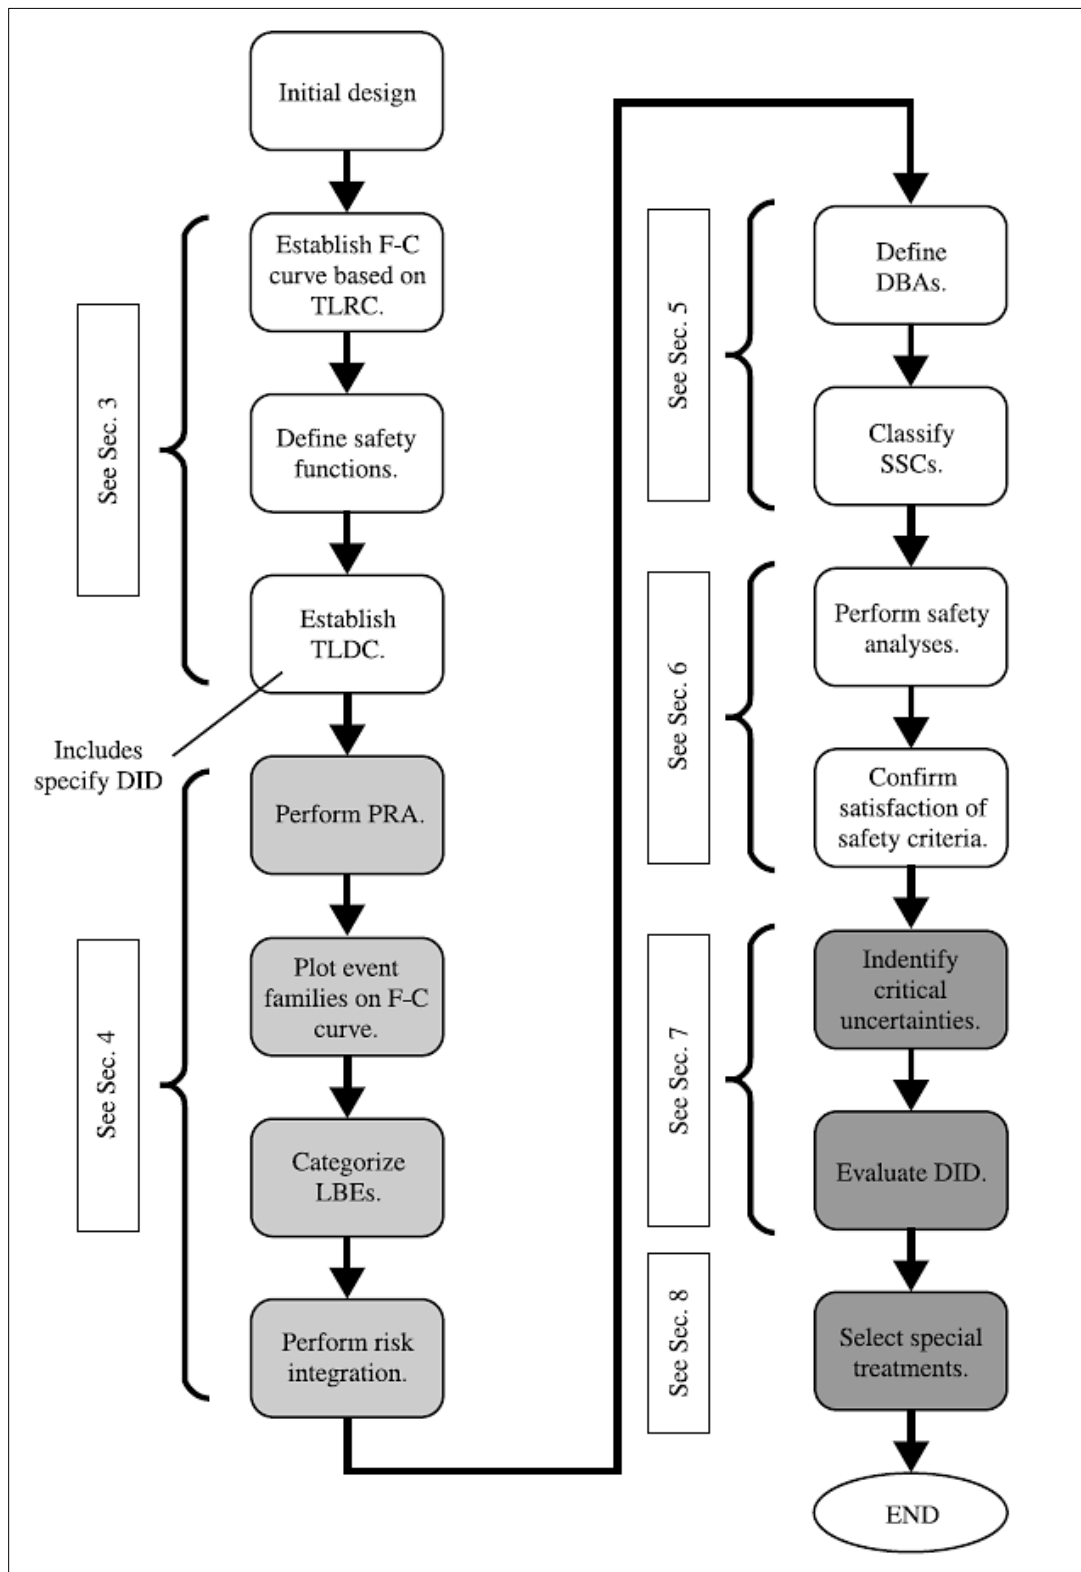 Initial design
Establish F-C
curve based on
TLRC.
See Sec. 3
Define safety
functions.
Establish
TLDC.
Includes
specify DID
Perform PRA.
See Sec. 4
Plot event
families on F-C
curve.
Categorize
LBEs.
Perform risk
integration.
Define
DBAs.
See Sec. 5
Classify
SSCs.
Perform safety
analyses.
See Sec. 6
Confirm
satisfaction of
safety criteria.
Indentify
critical
uncertainties.
See Sec. 7
Evaluate DID.
See Sec. 8
Select special
treatments.
END